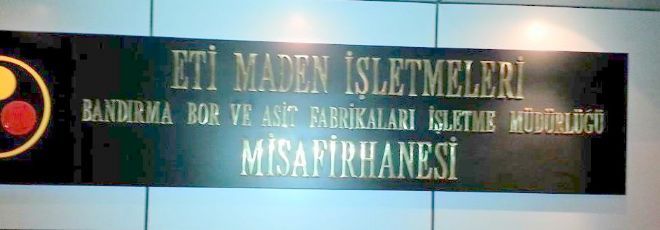 ETİ MADEN İŞLETMELERİ
BANDIRMA BOR VE ASİT FABRİKALARI İŞLETME MÜDÜRLÜĞÜ
MİSAFİRHANESİ